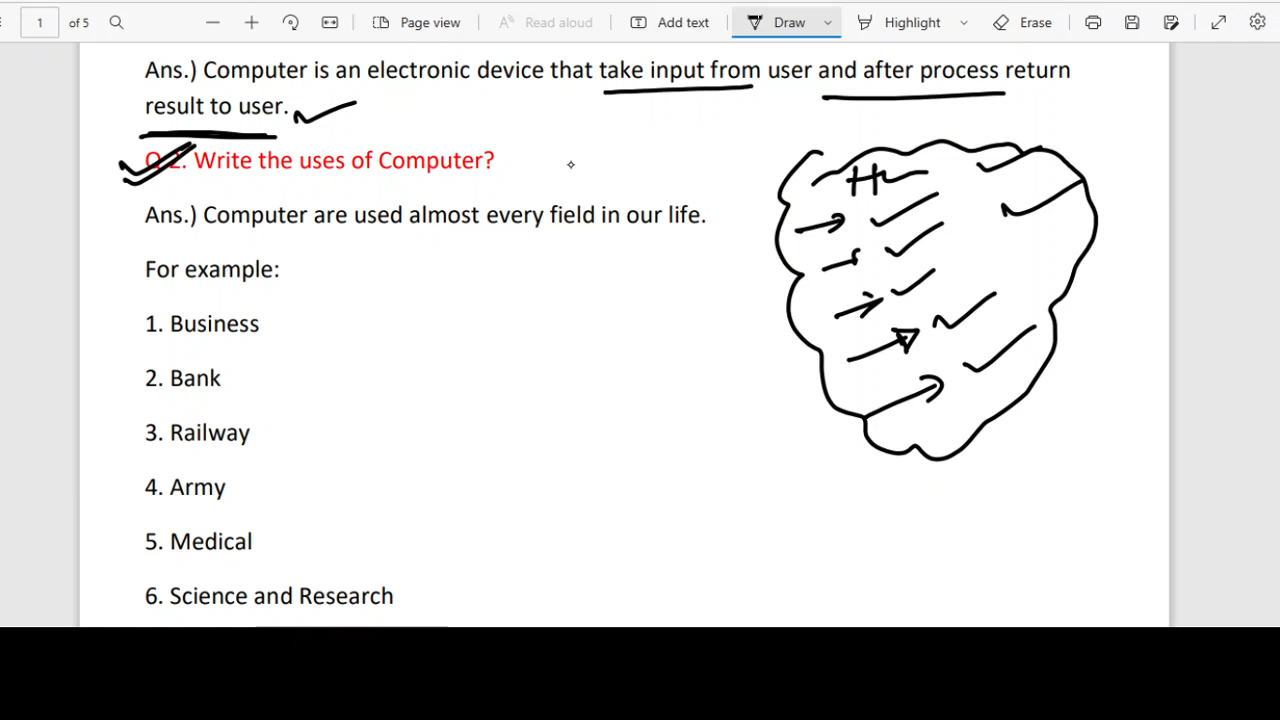 1 of 5 Page view Read aloud Add text Draw Highlight Erase
Ans.) Computer is an electronic device that take input from user and after process return
result to user.
Q.2. Write the uses of Computer?
Ans.) Computer are used almost every field in our life.
For example:
1. Business
2. Bank
3. Railway
4. Army
5. Medical
6. Science and Research